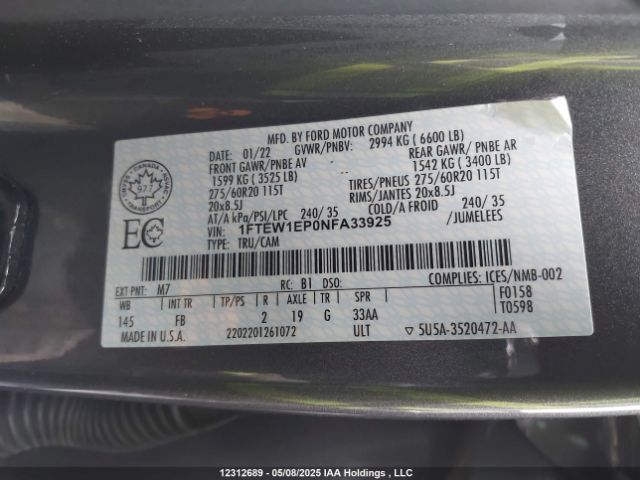 MFD. BY FORD MOTOR COMPANY
DATE: 01/22 GVWR/PNBV: 2994 KG ( 6600 LB)
FRONT GAWR/ PNBE AV REAR GAWR/ PNBE AR
1599 KG ( 3525 LB) 1542 KG ( 3400 LB)
275/60R20 115T TIRES/PNEUS 275/60R20 115T
20x8.5J RIMS/JANTES 20x8.5J
AT/A kPa/PSI/LPC 240/ 35 COLD/A FROID 240/ 35
VIN: 1FTEW1EP0NFA33925 /JUMELEES
TYPE: TRU/CAM
CANADA
977
TRANSPORT
EC
EXT PNT: M7 RC: B1 DSO: COMPLIES: ICES/NMB-002
WB INT TR TP/PS R AXLE TR SPR F0158
145 FB 2 19 G 33AA T0598
MADE IN U.S.A. 2202201261072 ULT 5U5A-3520472-AA
12312689 - 05/08/2025 IAA Holdings , LLC